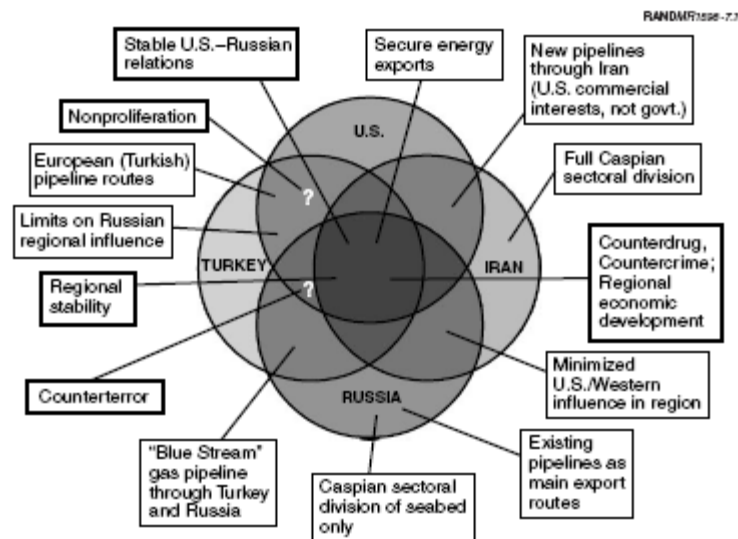 RANDMR1598-7.1
Stable U.S.–Russian
relations
Secure energy
exports
New pipelines
through Iran
(U.S. commercial
interests, not govt.)
Nonproliferation
U.S.
European (Turkish)
pipeline routes
?
Full Caspian
sectoral division
Limits on Russian
regional influence
TURKEY
IRAN
Counterdrug,
Countercrime;
Regional
economic
development
Regional
stability
?
Counterterror
Minimized
U.S./Western
influence in region
RUSSIA
"Blue Stream"
gas pipeline
through Turkey
and Russia
Caspian sectoral
division of seabed
only
Existing
pipelines as
main export
routes